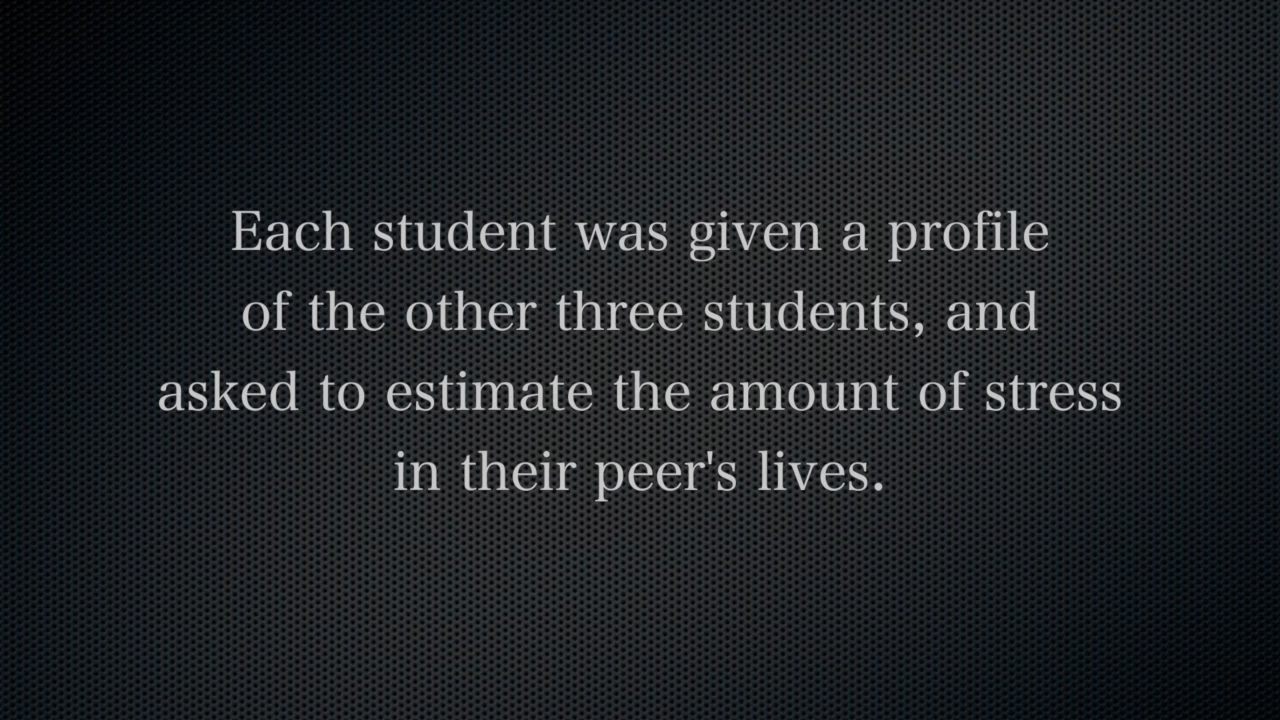 Each student was given a profile
of the other three students, and
asked to estimate the amount of stress
in their peer's lives.